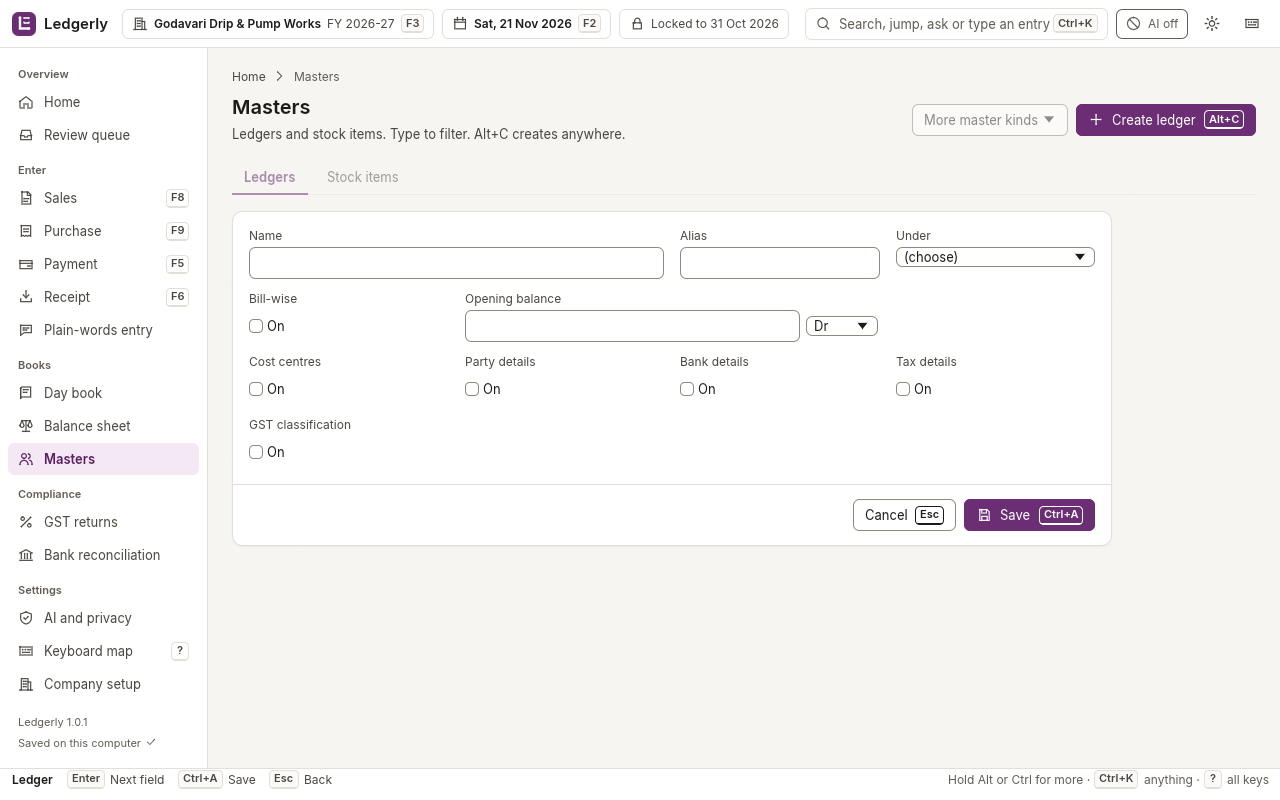 Ledgerly
Godavari Drip & Pump Works FY 2026-27 F3
Sat, 21 Nov 2026 F2
Locked to 31 Oct 2026
Search, jump, ask or type an entry Ctrl+K
AI off
Overview
Home
Review queue
Enter
Sales F8
Purchase F9
Payment F5
Receipt F6
Plain-words entry
Books
Day book
Balance sheet
Masters
Compliance
GST returns
Bank reconciliation
Settings
AI and privacy
Keyboard map ?
Company setup
Ledgerly 1.0.1
Saved on this computer
Home Masters
Masters
Ledgers and stock items. Type to filter. Alt+C creates anywhere.
More master kinds
Create ledger Alt+C
Ledgers Stock items
Name Alias Under
(choose)
Bill-wise Opening balance
On Dr
Cost centres Party details Bank details Tax details
On On On On
GST classification
On
Cancel Esc Save Ctrl+A
Ledger Enter Next field Ctrl+A Save Esc Back
Hold Alt or Ctrl for more · Ctrl+K anything · ? all keys